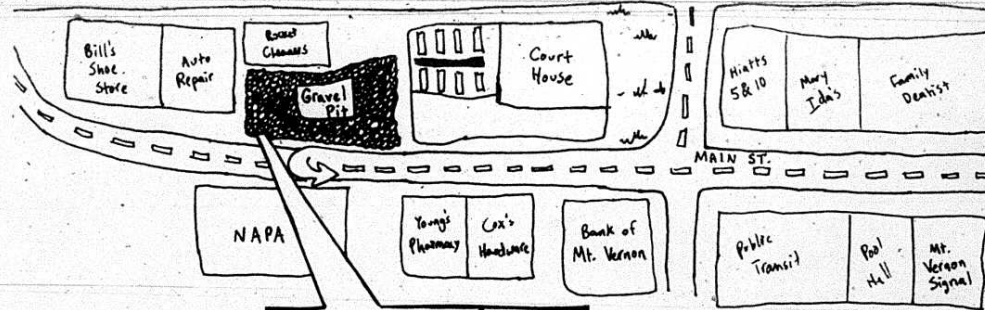 Bill's
Shoe
Store
Auto
Repair
Rocket
Cleaners
Gravel
Pit
Court
House
Hiatts
5 & 10
Mary
Ida's
Family
Dentist
MAIN ST.
NAPA
Young's
Pharmacy
Cox's
Hardware
Bank of
Mt. Vernon
Public
Transit
Pool
Hall
Mt.
Vernon
Signal